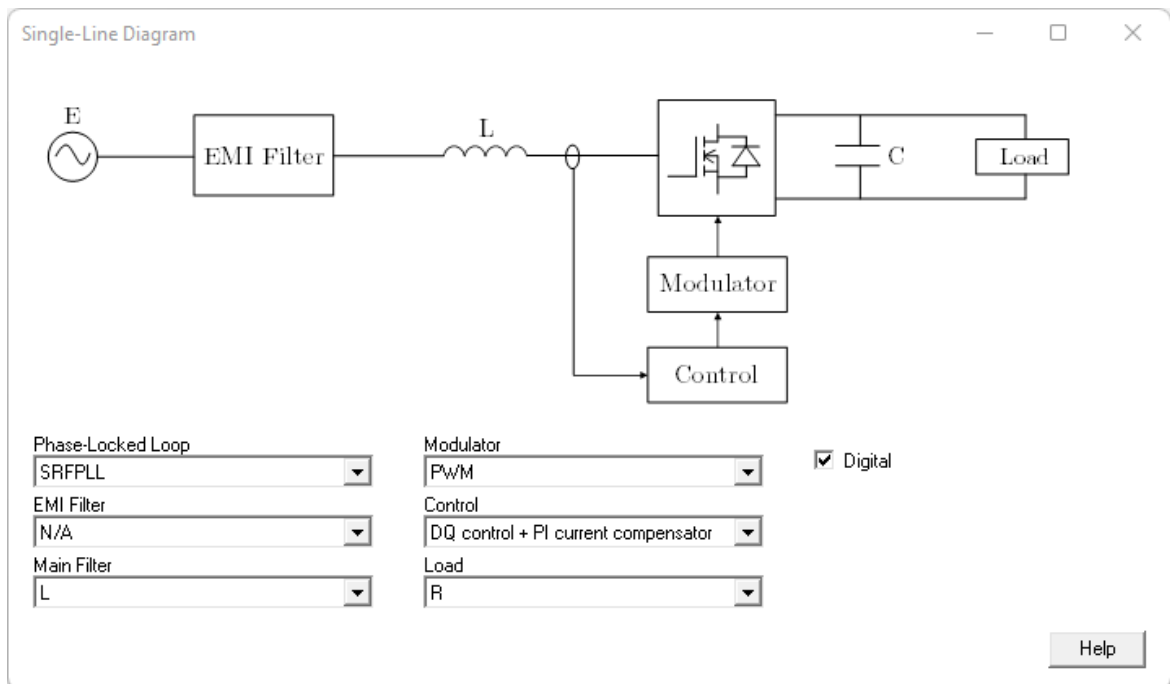 Single-Line Diagram
E
EMI Filter
L
C
Load
Modulator
Control
Phase-Locked Loop
SRFPLL
EMI Filter
N/A
Main Filter
L
Modulator
PWM
Control
DQ control + PI current compensator
Load
R
Digital
Help